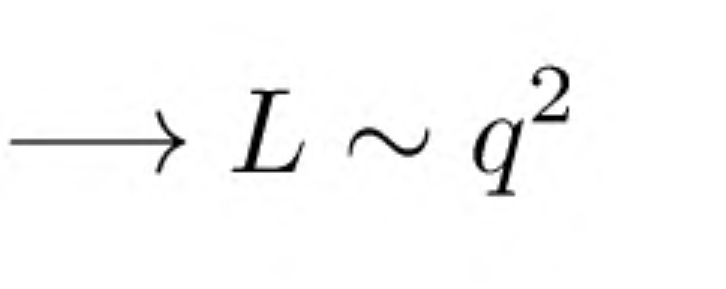 ⟶ L ∼ q²